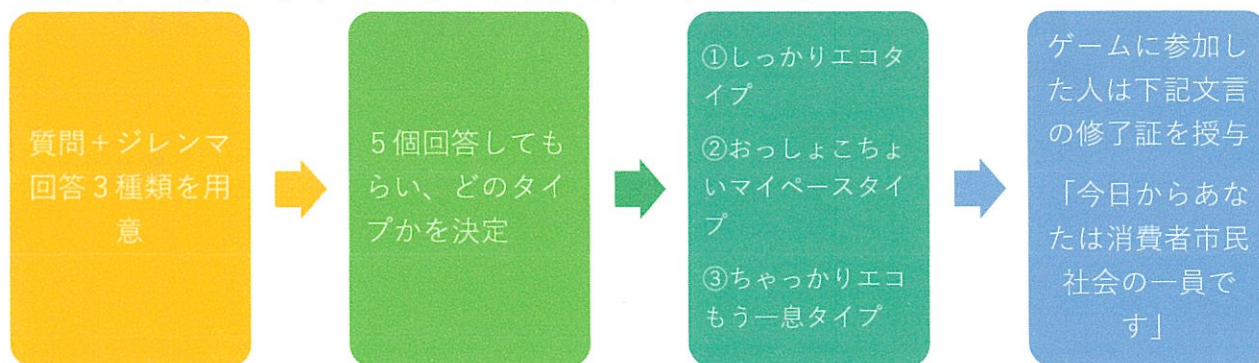 質問＋ジレンマ
回答３種類を用
意
５個回答しても
らい、どのタイ
プかを決定
①しっかりエコタ
イプ
②おっしょこちょ
いマイペースタイ
プ
③ちゃっかりエコ
もう一息タイプ
ゲームに参加し
た人は下記文言
の修了証を授与
「今日からあな
たは消費者市民
社会の一員で
す」